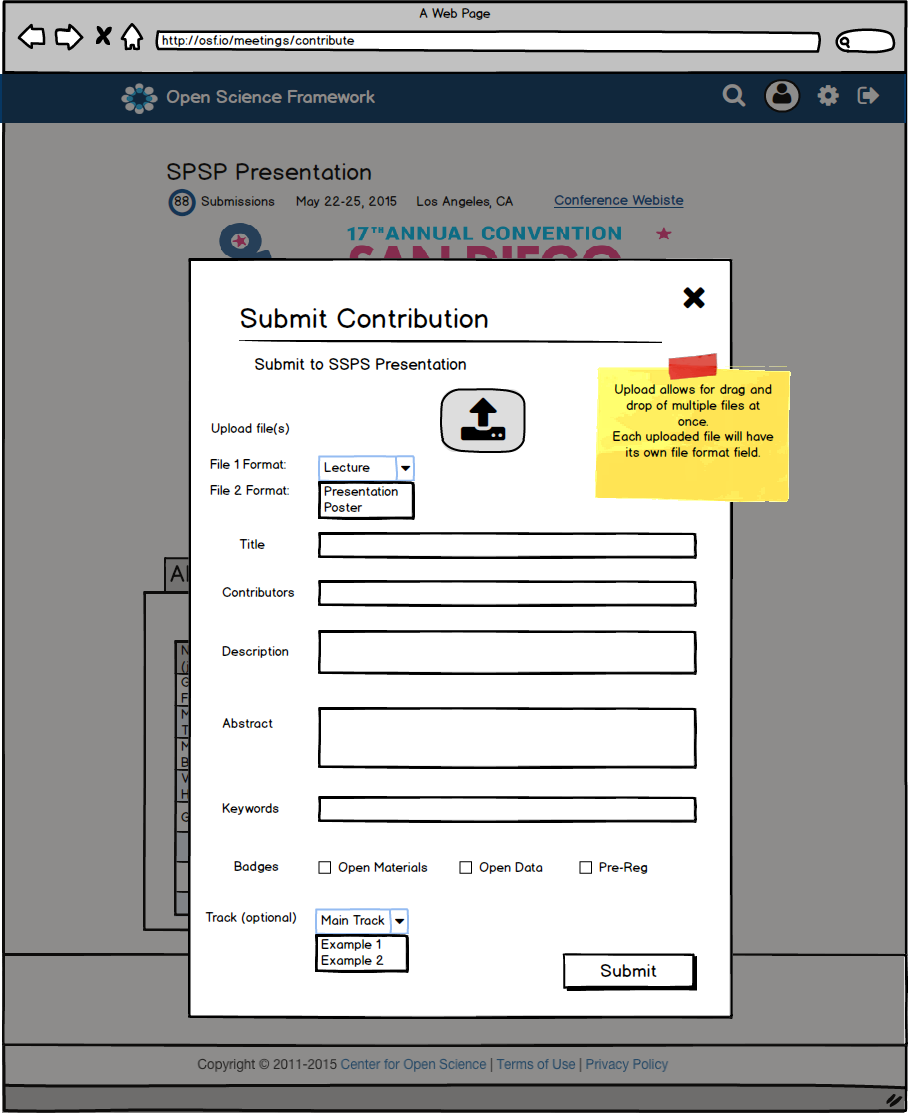 A Web Page
http://osf.io/meetings/contribute
Open Science Framework
SPSP Presentation
88 Submissions May 22-25, 2015 Los Angeles, CA Conference Webiste
17TH ANNUAL CONVENTION
SAN DIEGO
Submit Contribution
Submit to SSPS Presentation
Upload allows for drag and
drop of multiple files at
once.
Each uploaded file will have
its own file format field.
Upload file(s)
File 1 Format: Lecture
File 2 Format: Presentation
Poster
Title
Contributors
Description
Abstract
Keywords
Badges Open Materials Open Data Pre-Reg
Track (optional) Main Track
Example 1
Example 2
Submit
Copyright © 2011-2015 Center for Open Science | Terms of Use | Privacy Policy